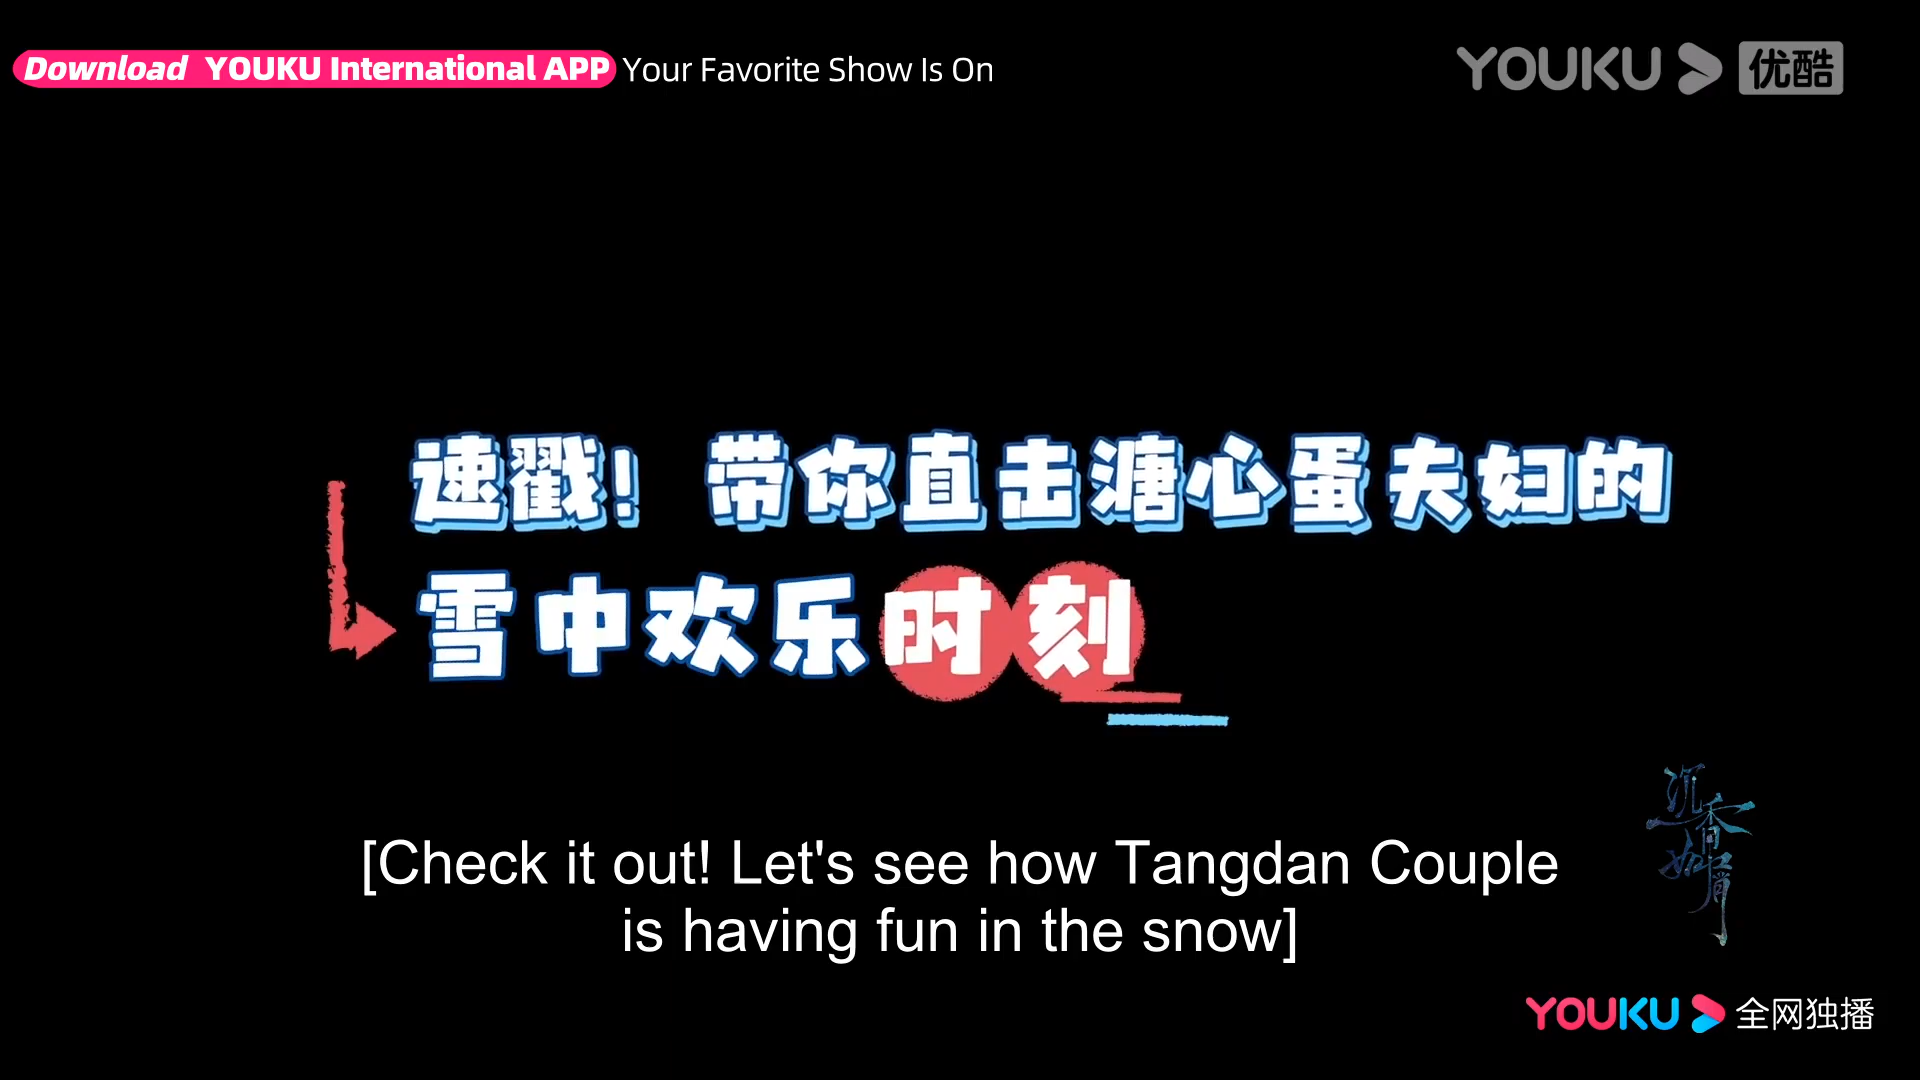 Download YOUKU International APP Your Favorite Show Is On
YOUKU 优酷
速戳! 带你直击溏心蛋夫妇的
雪中欢乐时刻
沉香如屑
[Check it out! Let's see how Tangdan Couple
is having fun in the snow]
YOUKU 全网独播